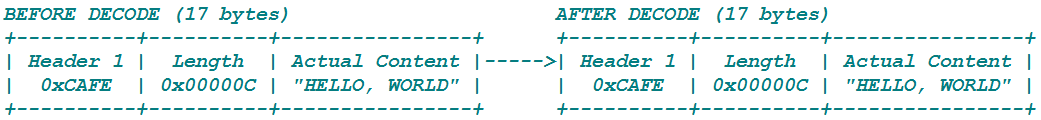 BEFORE DECODE (17 bytes)                      AFTER DECODE (17 bytes)
+----------+----------+----------------+      +----------+----------+----------------+
| Header 1 |  Length  | Actual Content |----->| Header 1 |  Length  | Actual Content |
|  0xCAFE  | 0x00000C | "HELLO, WORLD" |      |  0xCAFE  | 0x00000C | "HELLO, WORLD" |
+----------+----------+----------------+      +----------+----------+----------------+